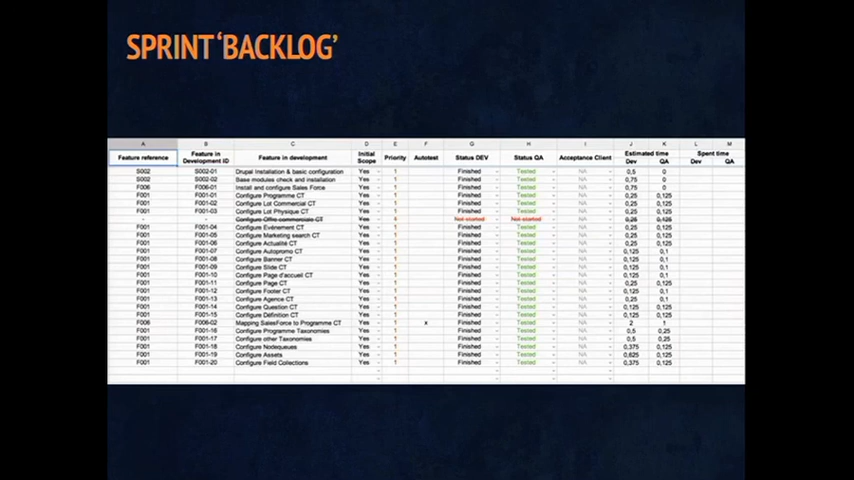 SPRINT ‘BACKLOG’
A B C D E F G H I J K L M
Feature reference Feature in Development ID Feature in development Initial Scope Priority Autotest Status DEV Status QA Acceptance Client Estimated time Dev QA Spent time Dev QA
S002 S002-01 Drupal Installation & basic configuration Yes 1 Finished Tested NA 0,5 0
S002 S002-02 Base modules check and installation Yes 1 Finished Tested NA 0,75 0
F006 F006-01 Install and configure Sales Force Yes 1 Finished Tested NA 0,75 0
F001 F001-01 Configure Programme CT Yes 1 Finished Tested NA 0,25 0,125
F001 F001-02 Configure Lot Commercial CT Yes 1 Finished Tested NA 0,25 0,125
F001 F001-03 Configure Lot Physique CT Yes 1 Finished Tested NA 0,25 0,125
- - Configure Offre commerciale CT Yes Not started Not started NA 0,25 0,125
F001 F001-04 Configure Evénement CT Yes 1 Finished Tested NA 0,25 0,125
F001 F001-05 Configure Marketing search CT Yes 1 Finished Tested NA 0,25 0,125
F001 F001-06 Configure Actualité CT Yes 1 Finished Tested NA 0,25 0,125
F001 F001-07 Configure Autopromo CT Yes 1 Finished Tested NA 0,125 0,1
F001 F001-08 Configure Banner CT Yes 1 Finished Tested NA 0,125 0,1
F001 F001-09 Configure Slide CT Yes 1 Finished Tested NA 0,125 0,1
F001 F001-10 Configure Page d'accueil CT Yes 1 Finished Tested NA 0,125 0,1
F001 F001-11 Configure Page CT Yes 1 Finished Tested NA 0,25 0,125
F001 F001-12 Configure Footer CT Yes 1 Finished Tested NA 0,125 0,1
F001 F001-13 Configure Agence CT Yes 1 Finished Tested NA 0,25 0,1
F001 F001-14 Configure Question CT Yes 1 Finished Tested NA 0,125 0,125
F001 F001-15 Configure Définition CT Yes 1 Finished Tested NA 0,125 0,125
F006 F006-02 Mapping SalesForce to Programme CT Yes 1 x Finished Tested NA 2 1
F001 F001-16 Configure Programme Taxonomies Yes 1 Finished Tested NA 0,5 0,25
F001 F001-17 Configure other Taxonomies Yes 1 Finished Tested NA 0,5 0,25
F001 F001-18 Configure Nodequeues Yes 1 Finished Tested NA 0,375 0,1
F001 F001-19 Configure Assets Yes 1 Finished Tested NA 0,625 0,125
F001 F001-20 Configure Field Collections Yes 1 Finished Tested NA 0,375 0,125